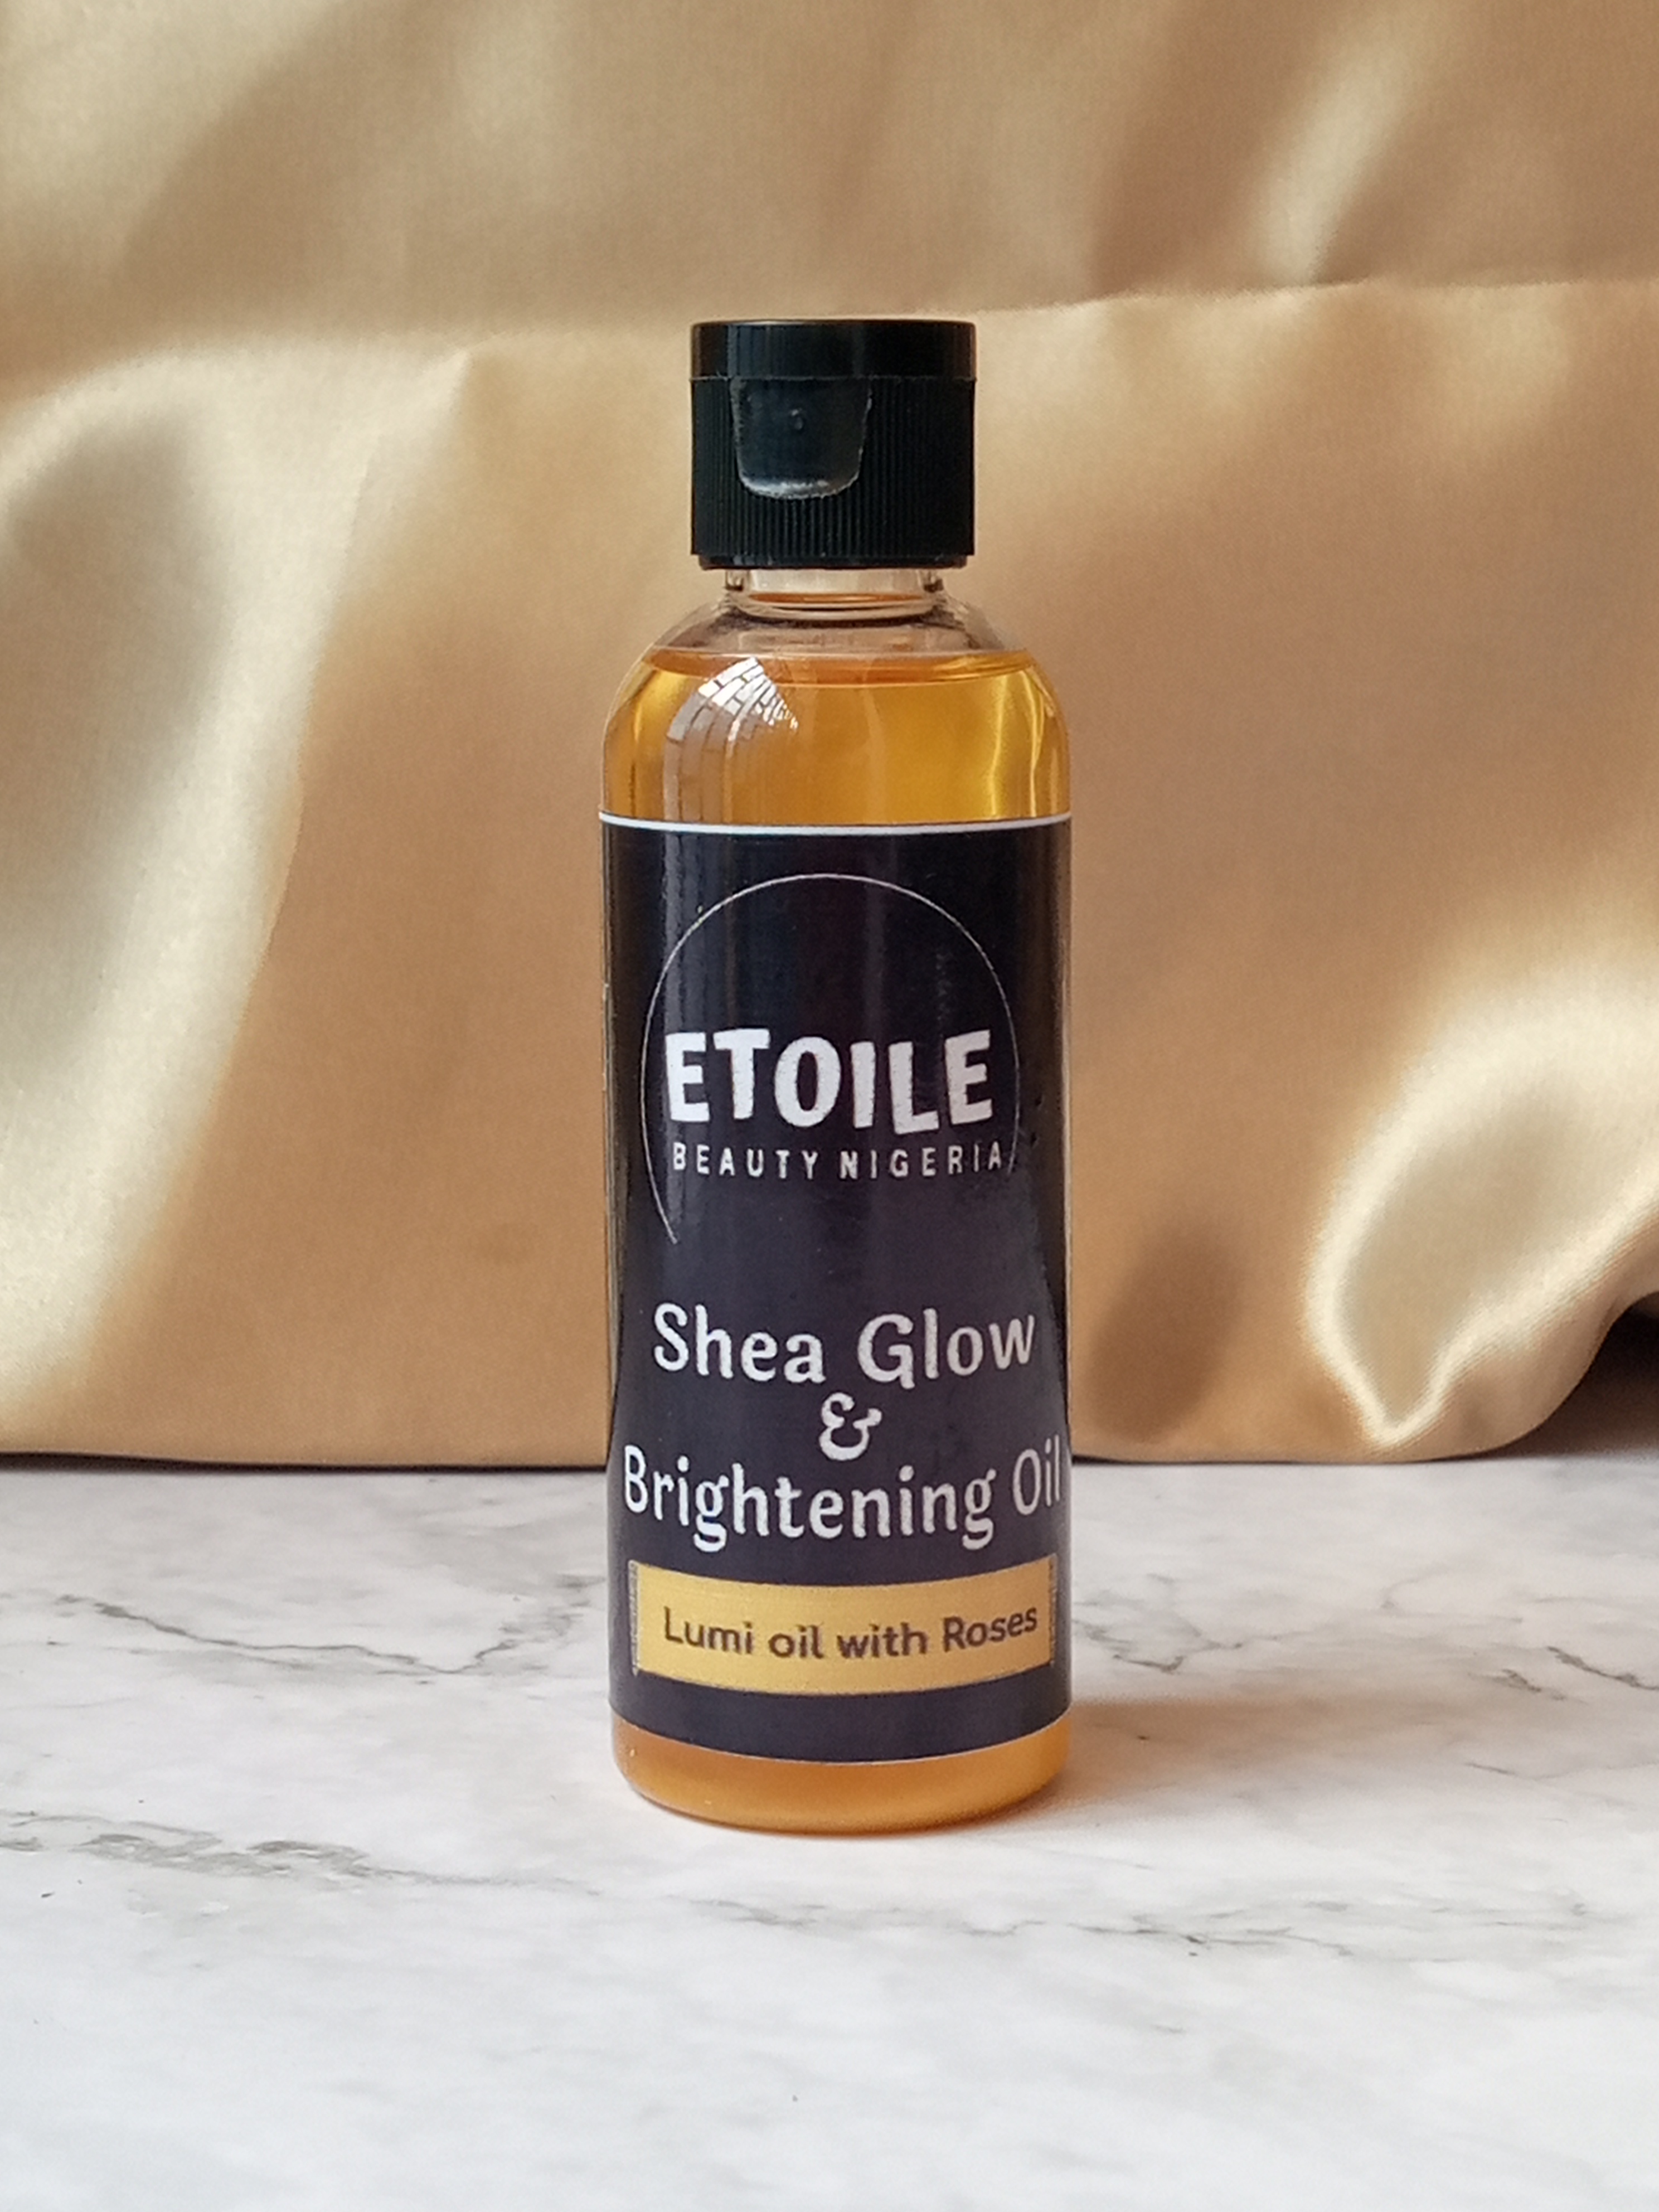 ETOILE
BEAUTY NIGERIA
Shea Glow
&
Brightening Oil
Lumi oil with Roses